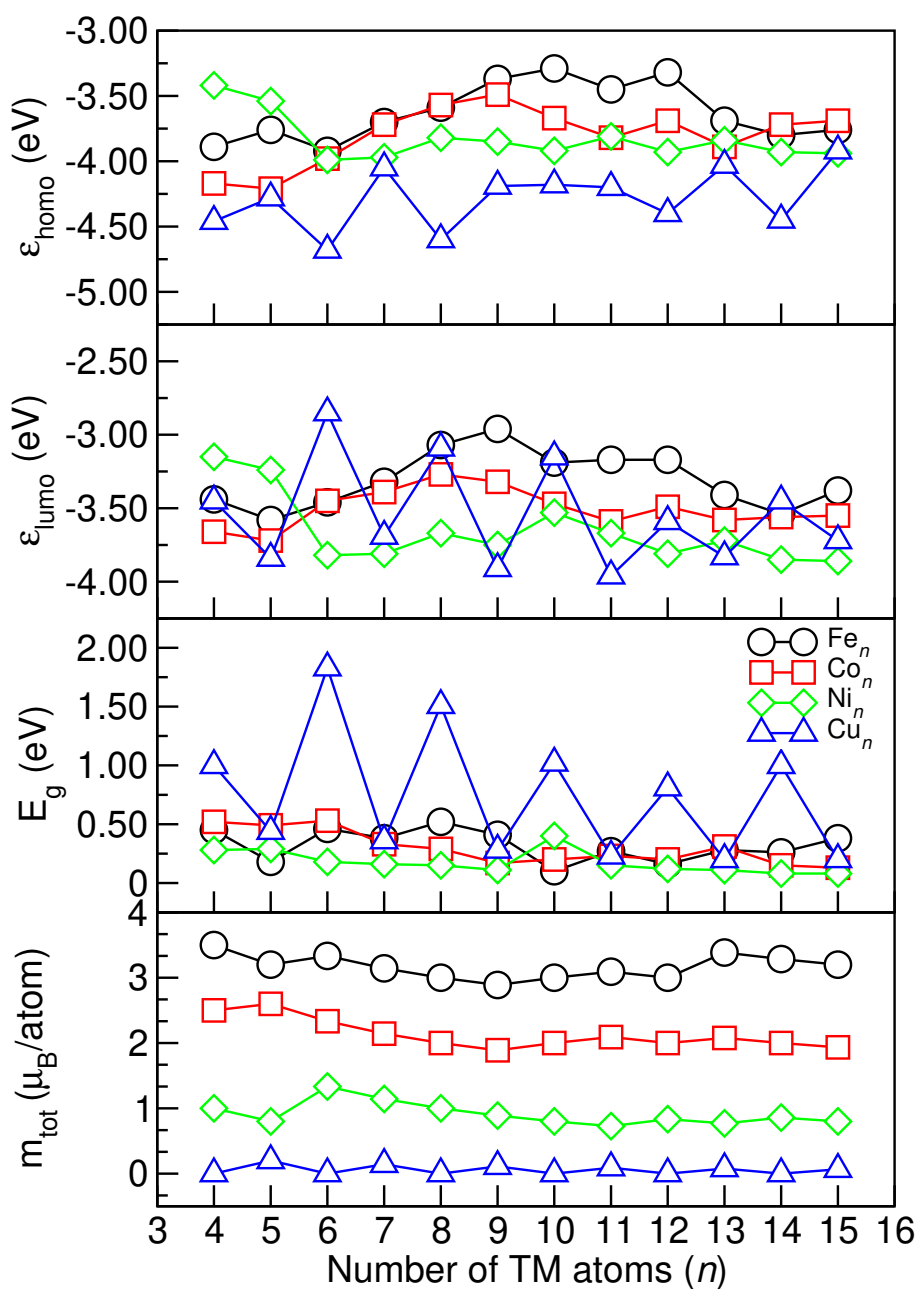 -3.00
-3.50
-4.00
-4.50
-5.00
εhomo (eV)
-2.50
-3.00
-3.50
-4.00
εlumo (eV)
2.00
1.50
1.00
0.50
0
Eg (eV)
Fen
Con
Nin
Cun
4
3
2
1
0
mtot (μB/atom)
3 4 5 6 7 8 9 10 11 12 13 14 15 16
Number of TM atoms (n)